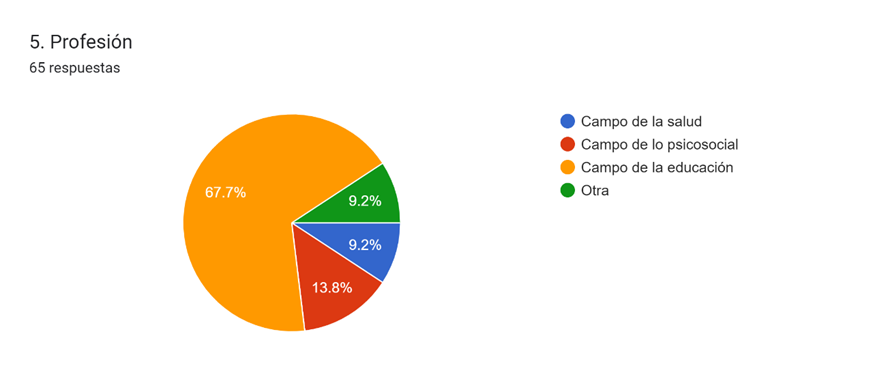 5. Profesión
65 respuestas
Campo de la salud
Campo de lo psicosocial
Campo de la educación
Otra
67.7%
9.2%
9.2%
13.8%